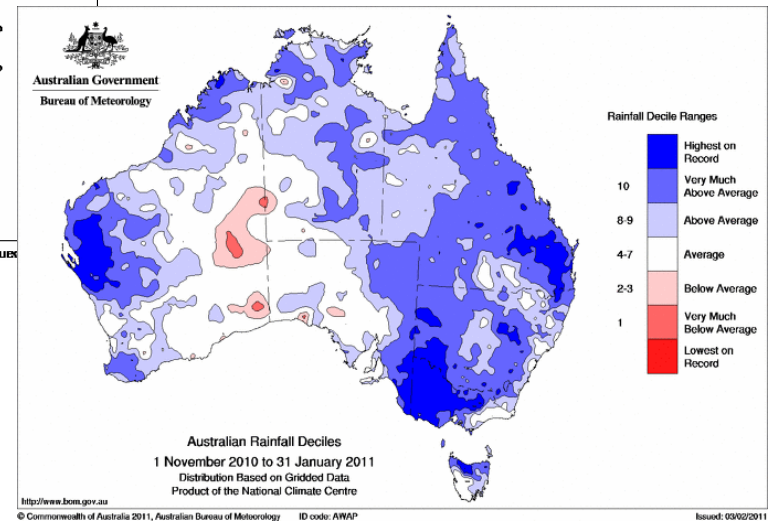 Australian Government
Bureau of Meteorology
Rainfall Decile Ranges
Highest on
Record
10
Very Much
Above Average
8-9
Above Average
4-7
Average
2-3
Below Average
1
Very Much
Below Average
Lowest on
Record
Australian Rainfall Deciles
1 November 2010 to 31 January 2011
Distribution Based on Gridded Data
Product of the National Climate Centre
http://www.bom.gov.au
© Commonwealth of Australia 2011, Australian Bureau of Meteorology
ID code: AWAP
Issued: 03/02/2011